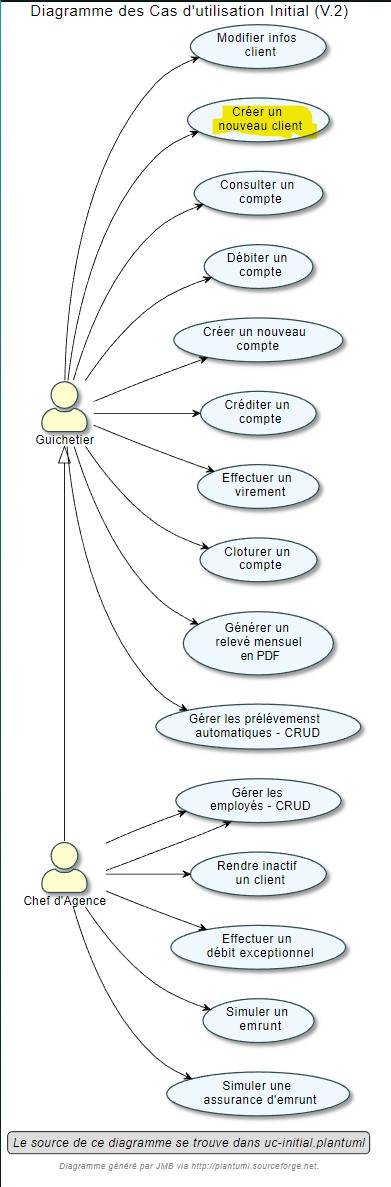 Diagramme des Cas d'utilisation Initial (V.2)
Modifier infos
client
Créer un
nouveau client
Consulter un
compte
Débiter un
compte
Créer un nouveau
compte
Créditer un
compte
Guichetier
Effectuer un
virement
Cloturer un
compte
Générer un
relevé mensuel
en PDF
Gérer les prélévemenst
automatiques - CRUD
Gérer les
employés - CRUD
Rendre inactif
un client
Chef d'Agence
Effectuer un
débit exceptionnel
Simuler un
emrunt
Simuler une
assurance d'emrunt
Le source de ce diagramme se trouve dans uc-initial.plantuml
Diagramme généré par JMB via http://plantuml.sourceforge.net.